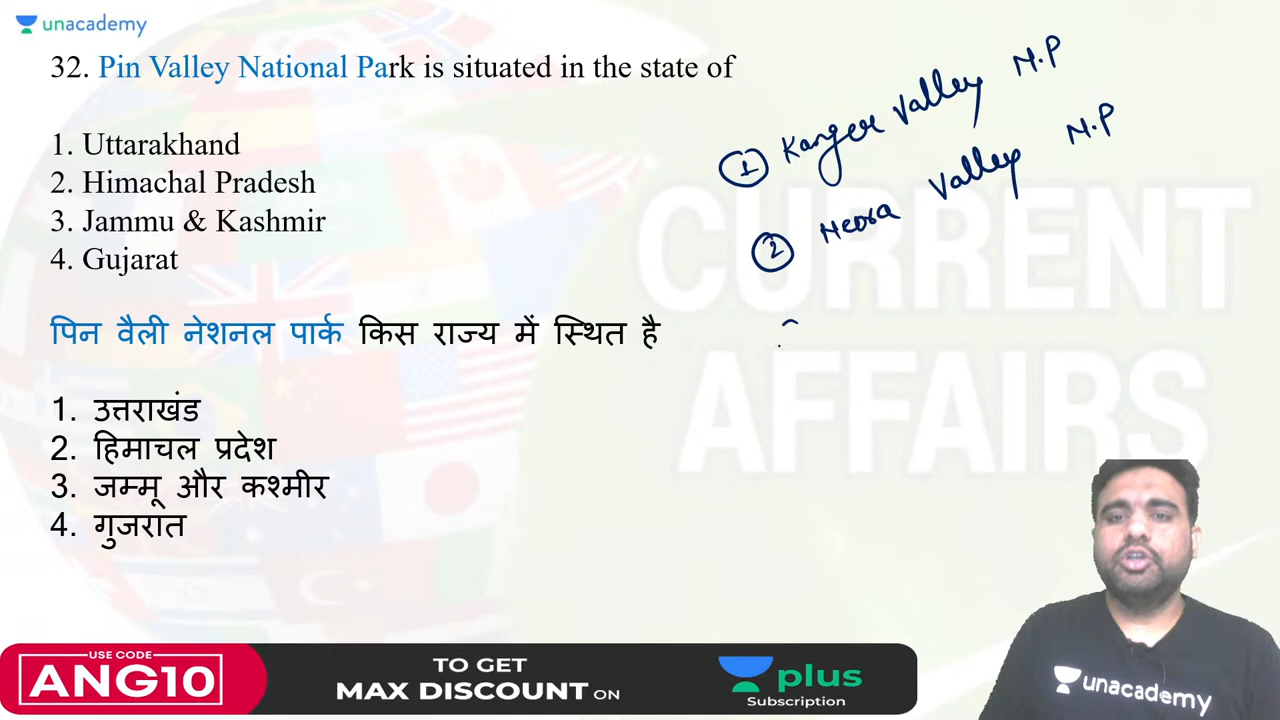 unacademy
32. Pin Valley National Park is situated in the state of
1. Uttarakhand
2. Himachal Pradesh
3. Jammu & Kashmir
4. Gujarat
पिन वैली नेशनल पार्क किस राज्य में स्थित है
1. उत्तराखंड
2. हिमाचल प्रदेश
3. जम्मू और कश्मीर
4. गुजरात
1 Kanger Valley N.P
2 Neora Valley N.P
CURRENT
AFFAIRS
USE CODE
ANG10
TO GET
MAX DISCOUNT ON
plus
Subscription
unacademy